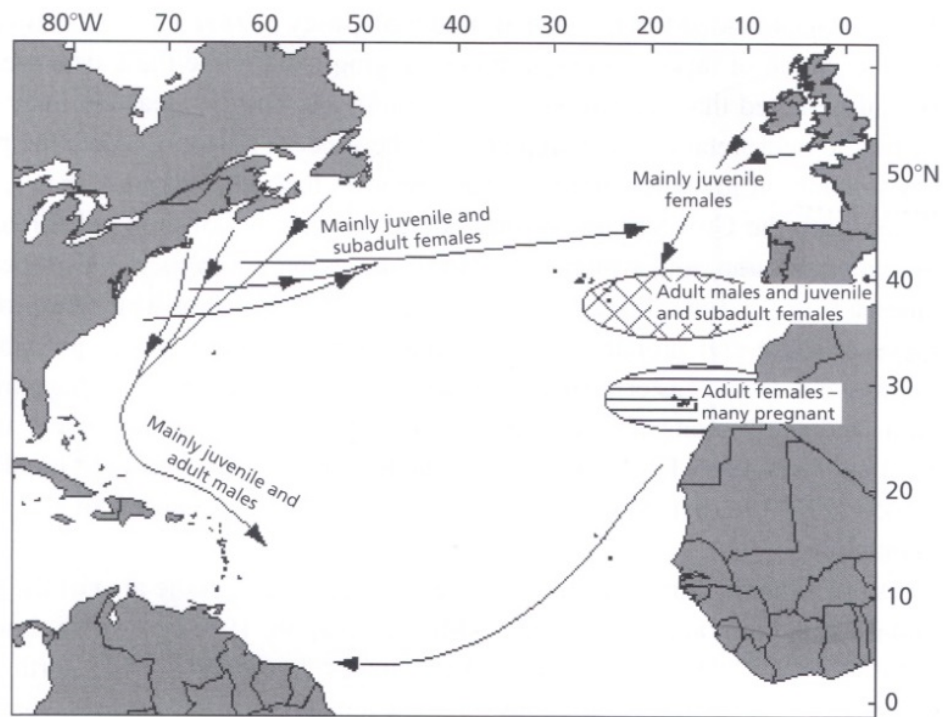 80°W 70 60 50 40 30 20 10 0
50°N
Mainly juvenile
females
Mainly juvenile and
subadult females
40
Adult males and juvenile
and subadult females
30
Adult females –
many pregnant
Mainly juvenile and
adult males
20
10
0